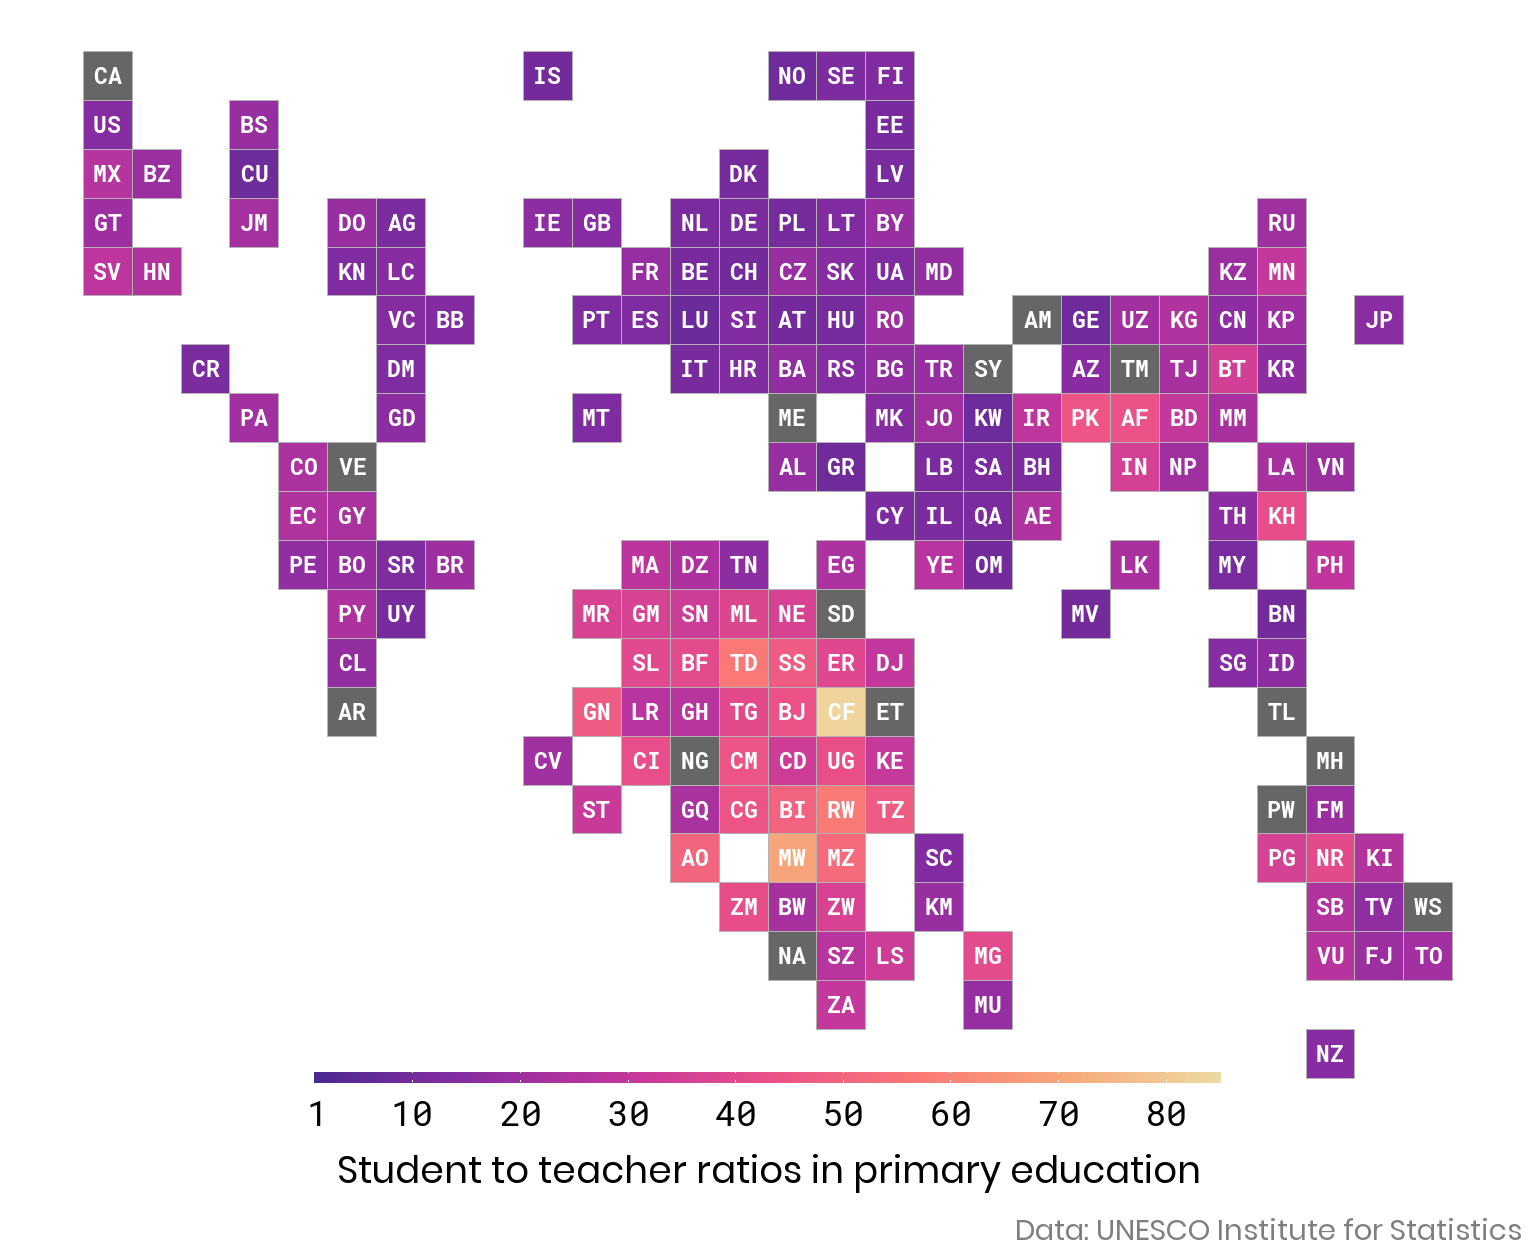 CA IS NO SE FI
US BS EE
MX BZ CU DK LV
GT JM DO AG IE GB NL DE PL LT BY RU
SV HN KN LC FR BE CH CZ SK UA MD KZ MN
VC BB PT ES LU SI AT HU RO AM GE UZ KG CN KP JP
CR DM IT HR BA RS BG TR SY AZ TM TJ BT KR
PA GD MT ME MK JO KW IR PK AF BD MM
CO VE AL GR LB SA BH IN NP LA VN
EC GY CY IL QA AE TH KH
PE BO SR BR MA DZ TN EG YE OM LK MY PH
PY UY MR GM SN ML NE SD MV BN
CL SL BF TD SS ER DJ SG ID
AR GN LR GH TG BJ CF ET TL
CV CI NG CM CD UG KE MH
ST GQ CG BI RW TZ PW FM
AO MW MZ SC PG NR KI
ZM BW ZW KM SB TV WS
NA SZ LS MG VU FJ TO
ZA MU
NZ
1 10 20 30 40 50 60 70 80
Student to teacher ratios in primary education
Data: UNESCO Institute for Statistics